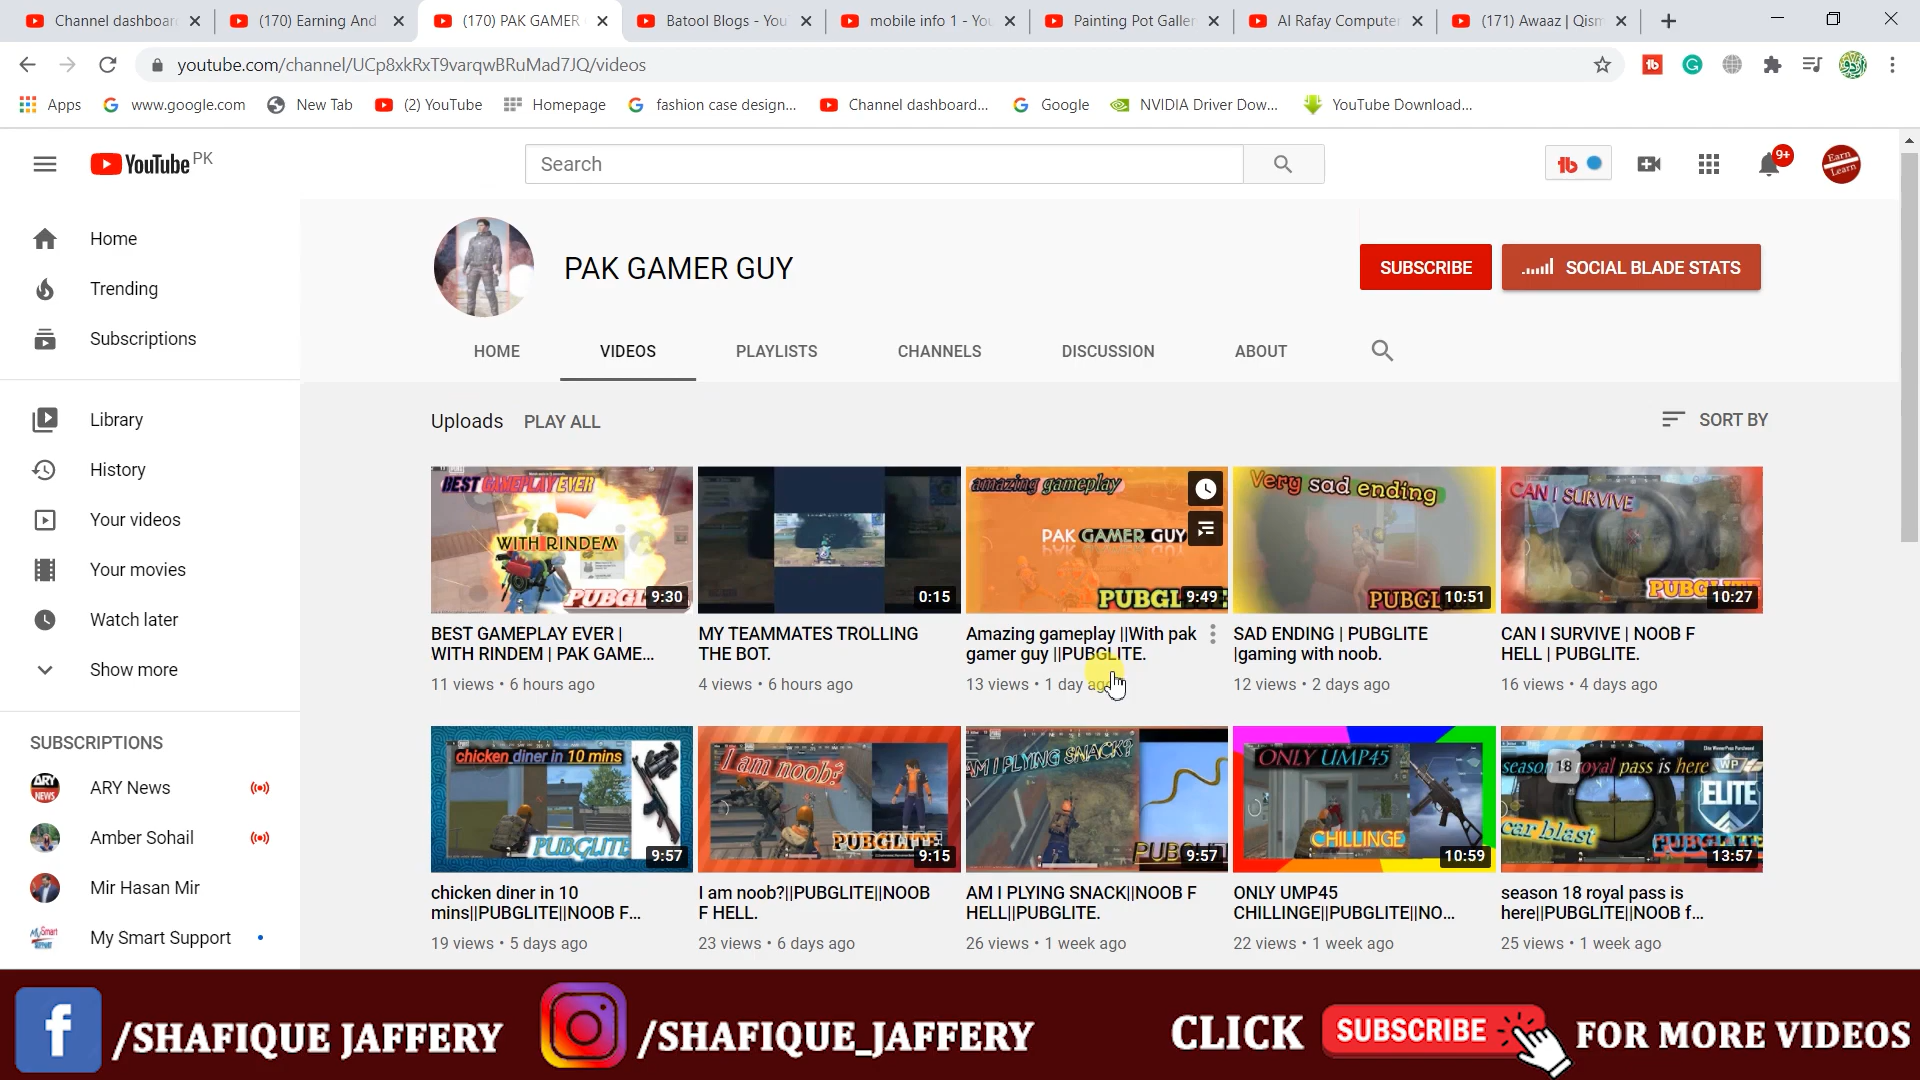 Channel dashboar
(170) Earning And
(170) PAK GAMER
Batool Blogs - You
mobile info 1 - You
Painting Pot Galler
Al Rafay Compute
(171) Awaaz | Qism
youtube.com/channel/UCp8xkRxT9varqwBRuMad7JQ/videos
Apps
www.google.com
New Tab
(2) YouTube
Homepage
fashion case design...
Channel dashboard...
Google
NVIDIA Driver Dow...
YouTube Download...
YouTube PK
Search
9+
Earn
Learn
Home
Trending
Subscriptions
Library
History
Your videos
Your movies
Watch later
Show more
SUBSCRIPTIONS
ARY News
Amber Sohail
Mir Hasan Mir
My Smart Support
PAK GAMER GUY
SUBSCRIBE
SOCIAL BLADE STATS
HOME
VIDEOS
PLAYLISTS
CHANNELS
DISCUSSION
ABOUT
Uploads PLAY ALL
SORT BY
BEST GAMEPLAY EVER
WITH RINDEM
PUBGL
9:30
BEST GAMEPLAY EVER |
WITH RINDEM | PAK GAME...
11 views • 6 hours ago
0:15
MY TEAMMATES TROLLING
THE BOT.
4 views • 6 hours ago
amazing gameplay
PAK GAMER GUY
PUBGL
9:49
Amazing gameplay ||With pak
gamer guy ||PUBGLITE.
13 views • 1 day ago
Very sad ending
PUBGL
10:51
SAD ENDING | PUBGLITE
|gaming with noob.
12 views • 2 days ago
CAN I SURVIVE
PUBGLITE
10:27
CAN I SURVIVE | NOOB F
HELL | PUBGLITE.
16 views • 4 days ago
chicken diner in 10 mins
PUBGLITE
9:57
chicken diner in 10
mins||PUBGLITE||NOOB F...
19 views • 5 days ago
I am noob?
PUBGLITE
9:15
I am noob?||PUBGLITE||NOOB
F HELL.
23 views • 6 days ago
AM I PLYING SNACK?
PUBG
9:57
AM I PLYING SNACK||NOOB F
HELL||PUBGLITE.
26 views • 1 week ago
ONLY UMP45
CHILLINGE
10:59
ONLY UMP45
CHILLINGE||PUBGLITE||NO...
22 views • 1 week ago
season 18 royal pass is here
WP
ELITE
car blast
PUBGLITE
13:57
season 18 royal pass is
here||PUBGLITE||NOOB f...
25 views • 1 week ago
/SHAFIQUE JAFFERY
/SHAFIQUE_JAFFERY
CLICK SUBSCRIBE FOR MORE VIDEOS